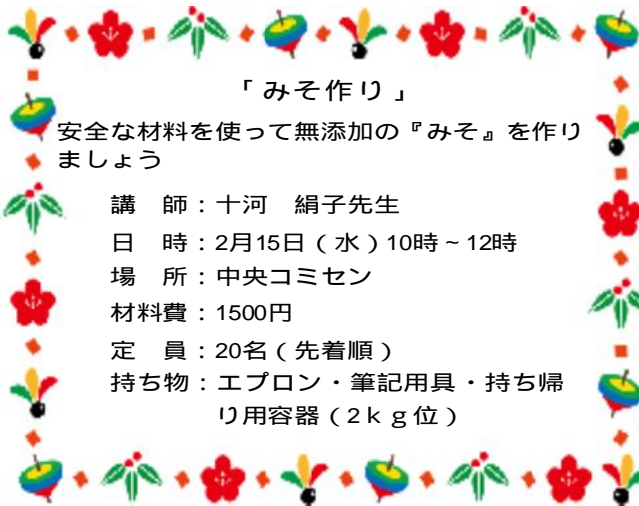 「みそ作り」
安全な材料を使って無添加の『みそ』を作り
ましょう
講　師：十河　絹子先生
日　時：2月15日（水）10時～12時
場　所：中央コミセン
材料費：1500円
定　員：20名（先着順）
持ち物：エプロン・筆記用具・持ち帰
り用容器（2ｋｇ位）